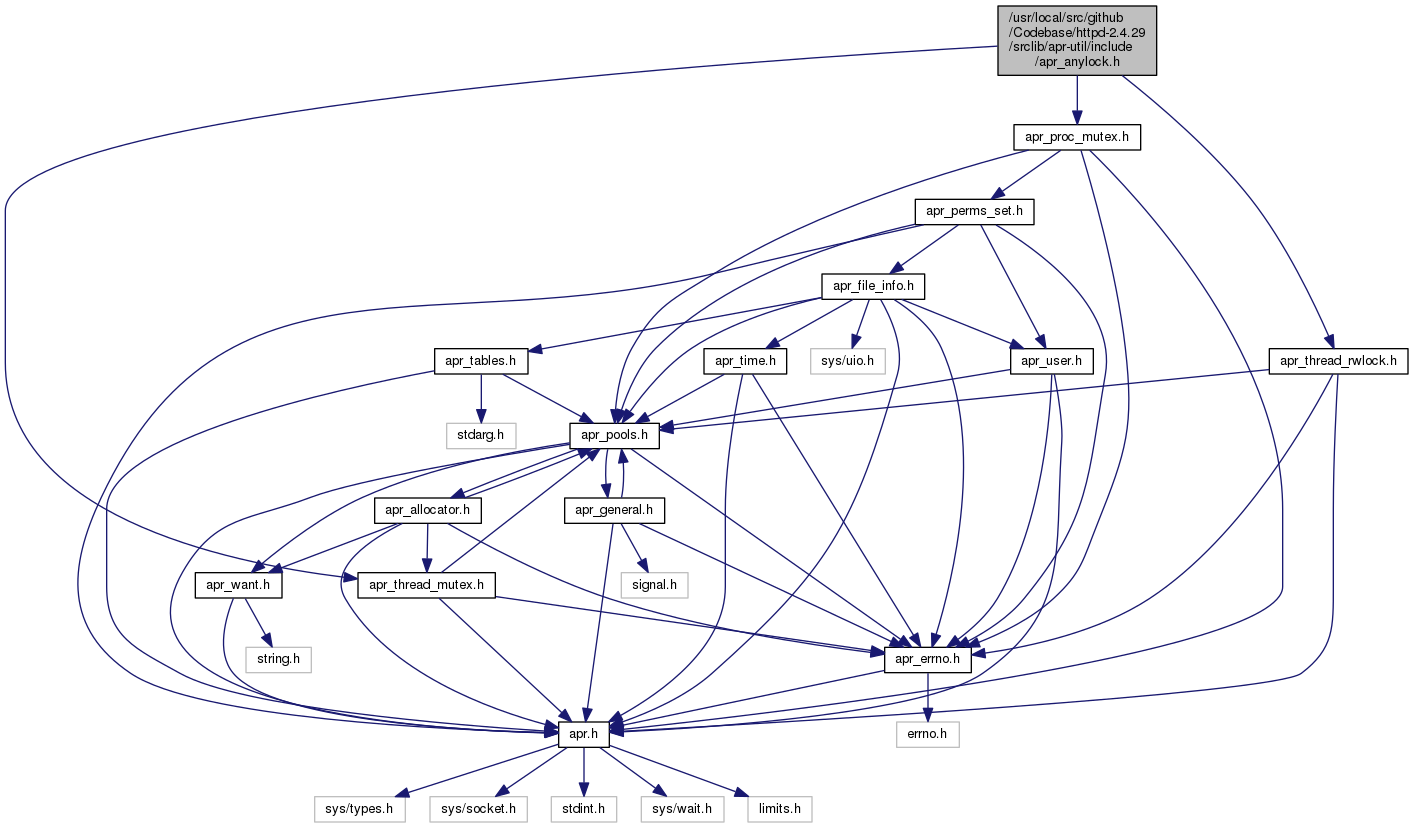 /usr/local/src/github
/Codebase/httpd-2.4.29
/srclib/apr-util/include
/apr_anylock.h
apr_proc_mutex.h
apr_perms_set.h
apr_file_info.h
apr_tables.h
apr_time.h
sys/uio.h
apr_user.h
apr_thread_rwlock.h
stdarg.h
apr_pools.h
apr_allocator.h
apr_general.h
apr_want.h
apr_thread_mutex.h
signal.h
string.h
apr_errno.h
apr.h
errno.h
sys/types.h
sys/socket.h
stdint.h
sys/wait.h
limits.h